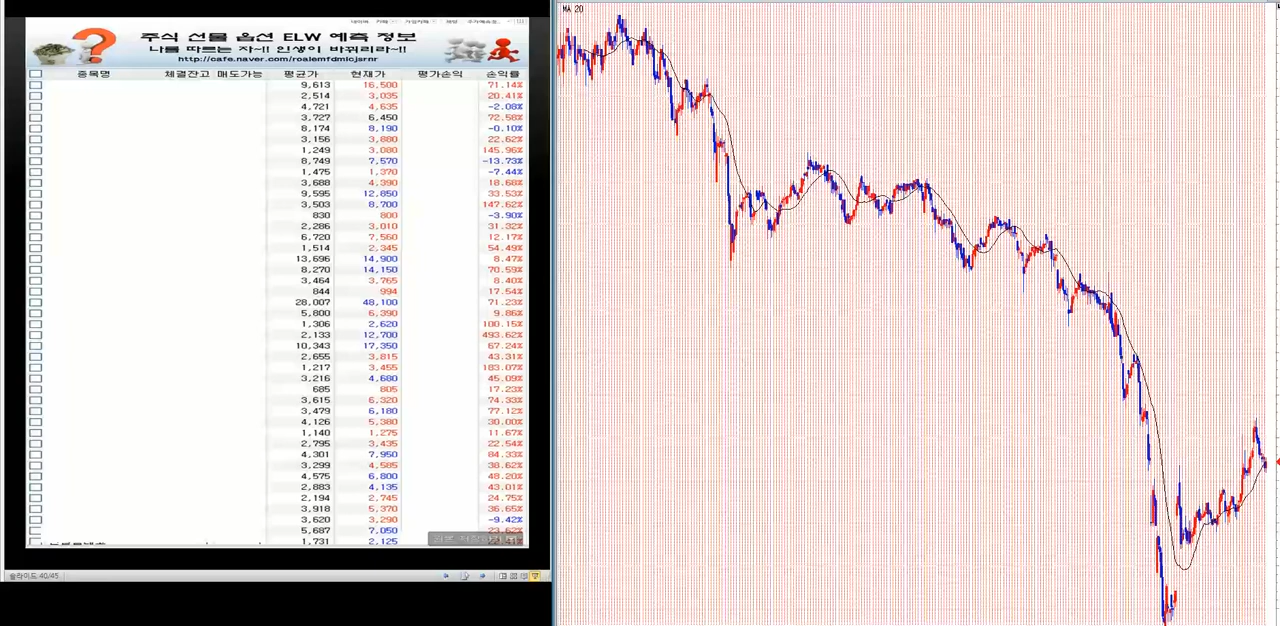 주식 선물 옵션 ELW 예측 정보
나를 따르는 자~!! 인생이 바뀌리라~!!
http://cafe.naver.com/roalemfdmlcjsrnr
종목명 체결잔고 매도가능 평균가 현재가 평가손익 손익률
9,613 16,500 71.14%
2,514 3,035 20.41%
4,721 4,635 -2.08%
3,727 6,450 72.58%
8,174 8,190 -0.10%
3,156 3,880 22.62%
1,249 3,080 145.96%
8,749 7,570 -13.73%
1,475 1,370 -7.44%
3,688 4,390 18.68%
9,595 12,850 33.53%
3,503 8,700 147.62%
830 800 -3.90%
2,286 3,010 31.32%
6,720 7,560 12.17%
1,514 2,345 54.49%
13,696 14,900 8.47%
8,270 14,150 70.59%
3,464 3,765 8.40%
844 994 17.54%
28,007 48,100 71.23%
5,800 6,390 9.86%
1,306 2,620 100.15%
2,133 12,700 493.62%
10,343 17,350 67.24%
2,655 3,815 43.31%
1,217 3,455 183.07%
3,216 4,680 45.09%
685 805 17.23%
3,615 6,320 74.33%
3,479 6,180 77.12%
4,126 5,380 30.00%
1,140 1,275 11.67%
2,795 3,435 22.54%
4,301 7,950 84.33%
3,299 4,585 38.62%
4,575 6,800 48.20%
2,883 4,135 43.01%
2,194 2,745 24.75%
3,918 5,370 36.65%
3,620 3,290 -9.42%
5,687 7,050
1,731 2,125
슬라이드 40/45
MA 20